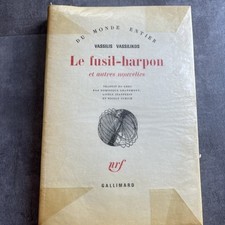 DU MONDE ENTIER
VASSILIS VASSILIKOS
Le fusil-harpon
et autres nouvelles
nrf
GALLIMARD